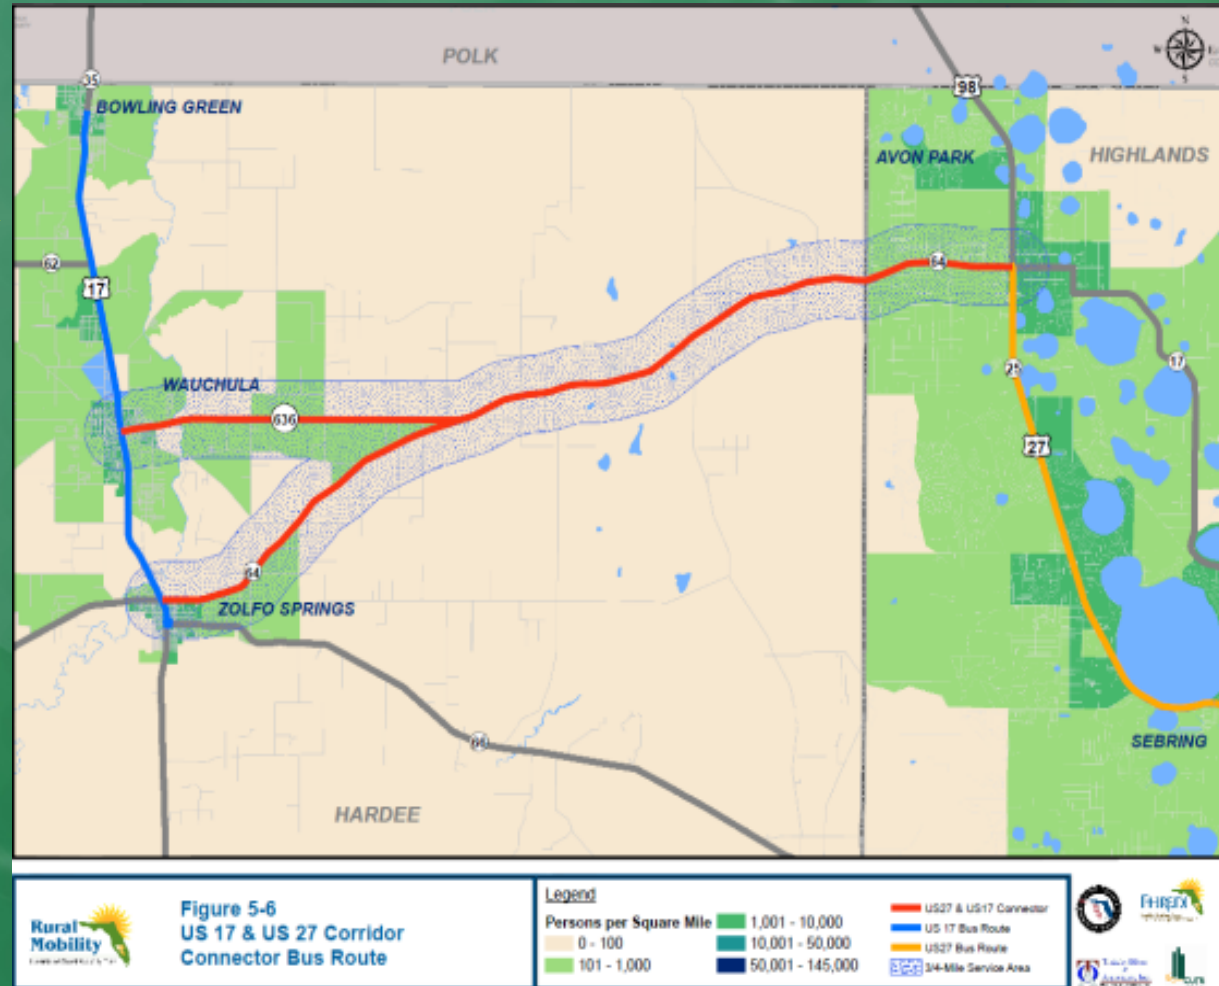 POLK
N
W
S
35
98
BOWLING GREEN
AVON PARK
HIGHLANDS
62
64
17
17
WAUCHULA
25
636
27
64
ZOLFO SPRINGS
66
SEBRING
HARDEE
Rural
Mobility
Figure 5-6
US 17 & US 27 Corridor
Connector Bus Route
Legend
Persons per Square Mile
0 - 100
101 - 1,000
1,001 - 10,000
10,001 - 50,000
50,001 - 145,000
US27 & US17 Connector
US 17 Bus Route
US27 Bus Route
3/4-Mile Service Area